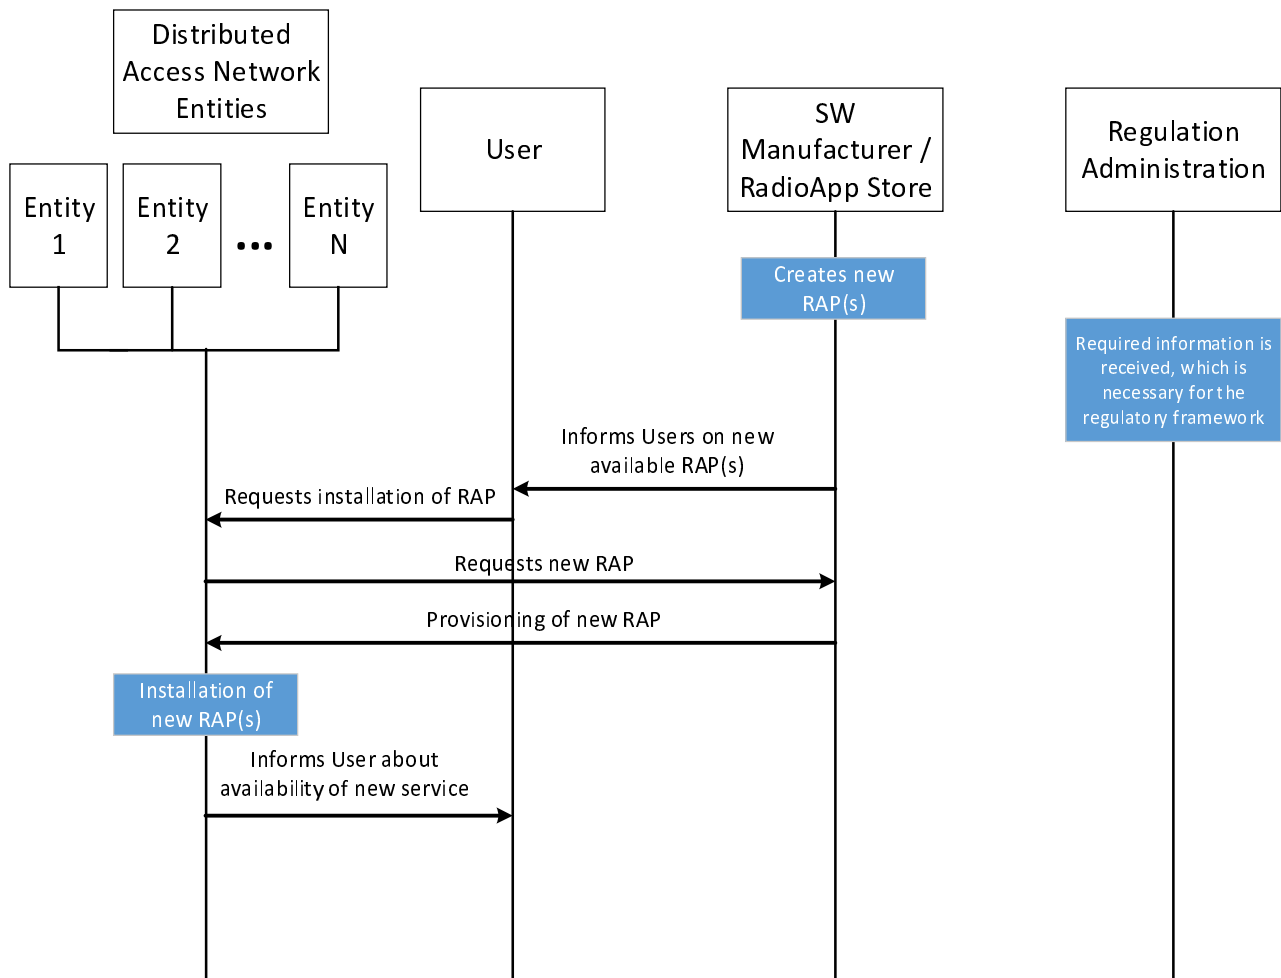 Distributed
Access Network
Entities
User
SW
Manufacturer /
RadioApp Store
Regulation
Administration
Entity
1
Entity
2
•••
Entity
N
Creates new
RAP(s)
Required information is
received, which is
necessary for the
regulatory framework
Informs Users on new
available RAP(s)
Requests installation of RAP
Requests new RAP
Provisioning of new RAP
Installation of
new RAP(s)
Informs User about
availability of new service